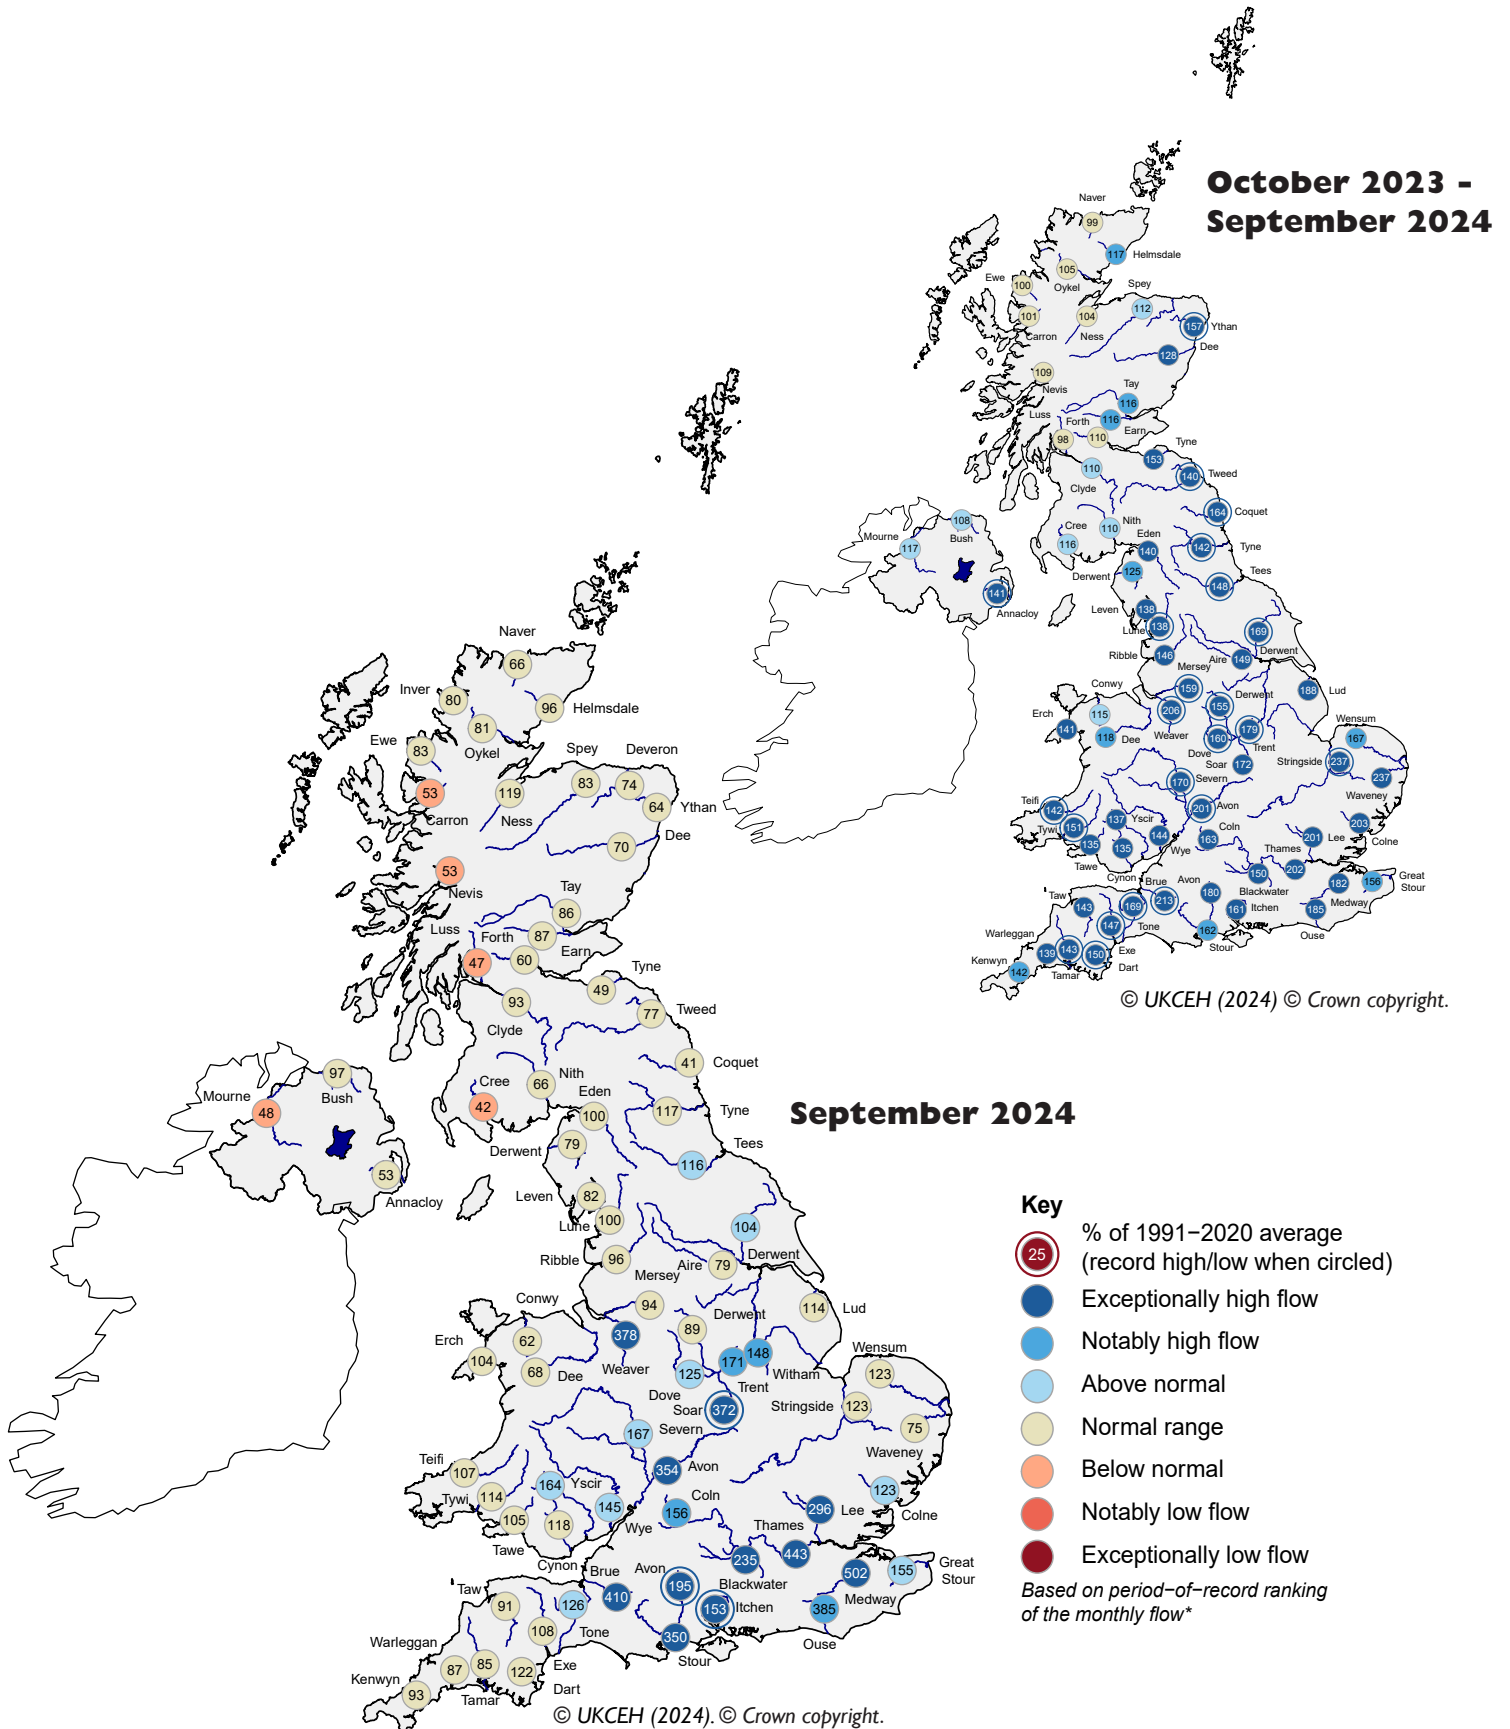 October 2023 -
September 2024
Naver
99
117
Helmsdale
105
Oykel
Ewe
100
Spey
112
101
Carron
104
Ness
157
Ythan
Dee
128
109
Nevis
Tay
116
Luss
Forth
116
Earn
98
110
Tyne
153
110
Clyde
140
Tweed
164
Coquet
108
Bush
Mourne
117
Cree
116
110
Nith
Eden
140
142
Tyne
Derwent
125
Tees
148
141
Annacloy
Leven
138
Lune
138
169
Derwent
Ribble
146
Aire
149
Mersey
159
188
Lud
Conwy
115
206
Weaver
155
Derwent
Erch
141
118
Dee
160
Dove
179
Trent
Wensum
167
Soar
172
Stringside
237
237
Waveney
170
Severn
Teifi
142
201
Avon
Tywi
151
137
Yscir
Coln
163
203
Colne
135
Tawe
135
Cynon
144
Wye
201
Lee
Thames
202
150
Blackwater
182
Medway
156
Great
Stour
Taw
143
Brue
169
213
Avon
180
161
Itchen
185
Ouse
147
Tone
162
Stour
Warleggan
139
143
150
Exe
Dart
Kenwyn
142
Tamar
© UKCEH (2024) © Crown copyright.
September 2024
Naver
66
Inver
80
96
Helmsdale
81
Oykel
Ewe
83
Spey
83
Deveron
74
53
Carron
119
Ness
64
Ythan
Dee
70
53
Nevis
Tay
86
Luss
Forth
87
Earn
47
60
Tyne
49
93
Clyde
77
Tweed
41
Coquet
97
Bush
Mourne
48
Cree
42
66
Nith
Eden
100
117
Tyne
Derwent
79
Tees
116
53
Annacloy
Leven
82
Lune
100
104
Derwent
Ribble
96
Aire
79
Mersey
94
114
Lud
Conwy
62
378
Weaver
89
Derwent
Erch
104
68
Dee
125
Dove
171
Trent
148
Witham
Wensum
123
Soar
372
Stringside
123
75
Waveney
167
Severn
Teifi
107
354
Avon
Tywi
114
164
Yscir
Coln
156
123
Colne
105
Tawe
118
Cynon
145
Wye
296
Lee
Thames
443
235
Blackwater
502
Medway
155
Great
Stour
Taw
91
Brue
126
410
Avon
195
153
Itchen
385
Ouse
108
Tone
350
Stour
Warleggan
87
85
122
Exe
Dart
Kenwyn
93
Tamar
© UKCEH (2024). © Crown copyright.
Key
25
% of 1991−2020 average
(record high/low when circled)
Exceptionally high flow
Notably high flow
Above normal
Normal range
Below normal
Notably low flow
Exceptionally low flow
Based on period−of−record ranking
of the monthly flow*